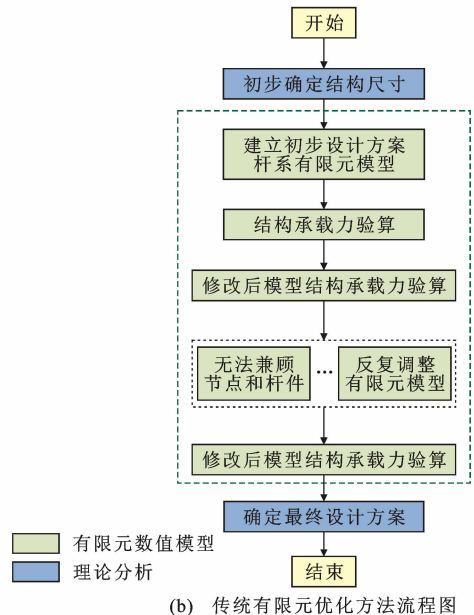 开始
初步确定结构尺寸
建立初步设计方案
杆系有限元模型
结构承载力验算
修改后模型结构承载力验算
无法兼顾
节点和杆件
...
反复调整
有限元模型
修改后模型结构承载力验算
确定最终设计方案
结束
有限元数值模型
理论分析
(b) 传统有限元优化方法流程图